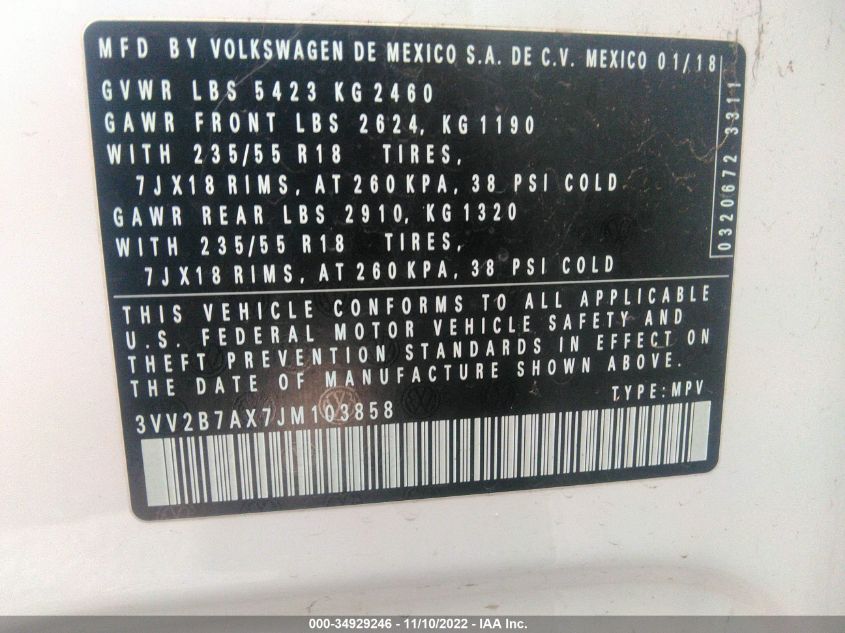 MFD BY VOLKSWAGEN DE MEXICO S.A. DE C.V. MEXICO 01/18
GVWR LBS 5423 KG 2460
GAWR FRONT LBS 2624, KG 1190
WITH 235/55 R18 TIRES,
7JX18 RIMS, AT 260 KPA, 38 PSI COLD
GAWR REAR LBS 2910, KG 1320
WITH 235/55 R18 TIRES,
7JX18 RIMS, AT 260 KPA, 38 PSI COLD
0320672 3311
THIS VEHICLE CONFORMS TO ALL APPLICABLE
U.S. FEDERAL MOTOR VEHICLE SAFETY AND
THEFT PREVENTION STANDARDS IN EFFECT ON
THE DATE OF MANUFACTURE SHOWN ABOVE.
TYPE: MPV
3VV2B7AX7JM103858
000-34929246 - 11/10/2022 - IAA Inc.